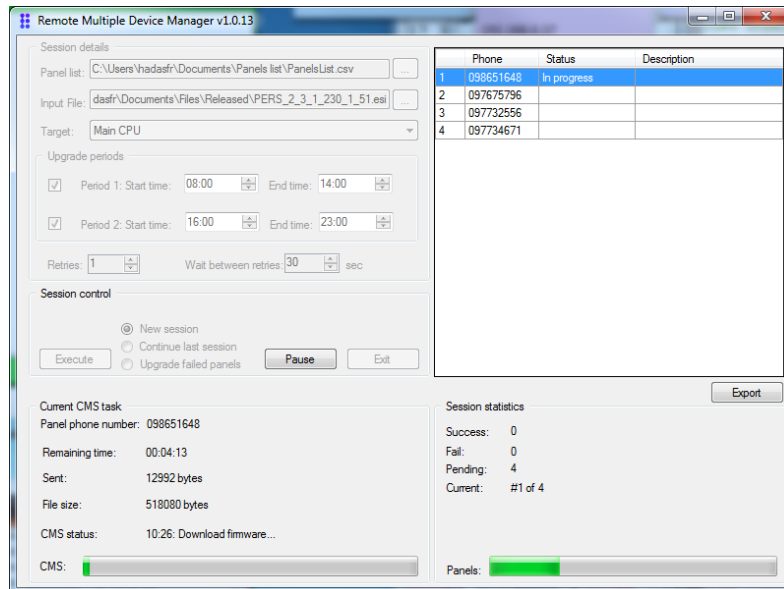 Remote Multiple Device Manager v1.0.13
Session details
Panel list: C:\Users\hadasfr\Documents\Panels list\PanelsList.csv ...
Input File: dasfr\Documents\Files\Released\PERS_2_3_1_230_1_51.esi ...
Target: Main CPU
Upgrade periods
Period 1: Start time: 08:00 End time: 14:00
Period 2: Start time: 16:00 End time: 23:00
Retries: 1 Wait between retries: 30 sec
Session control
New session
Continue last session
Upgrade failed panels
Execute
Pause
Exit
Phone Status Description
1 098651648 In progress
2 097675796
3 097732556
4 097734671
Export
Current CMS task
Panel phone number: 098651648
Remaining time: 00:04:13
Sent: 12992 bytes
File size: 518080 bytes
CMS status: 10:26: Download firmware...
CMS:
Session statistics
Success: 0
Fail: 0
Pending: 4
Current: #1 of 4
Panels: